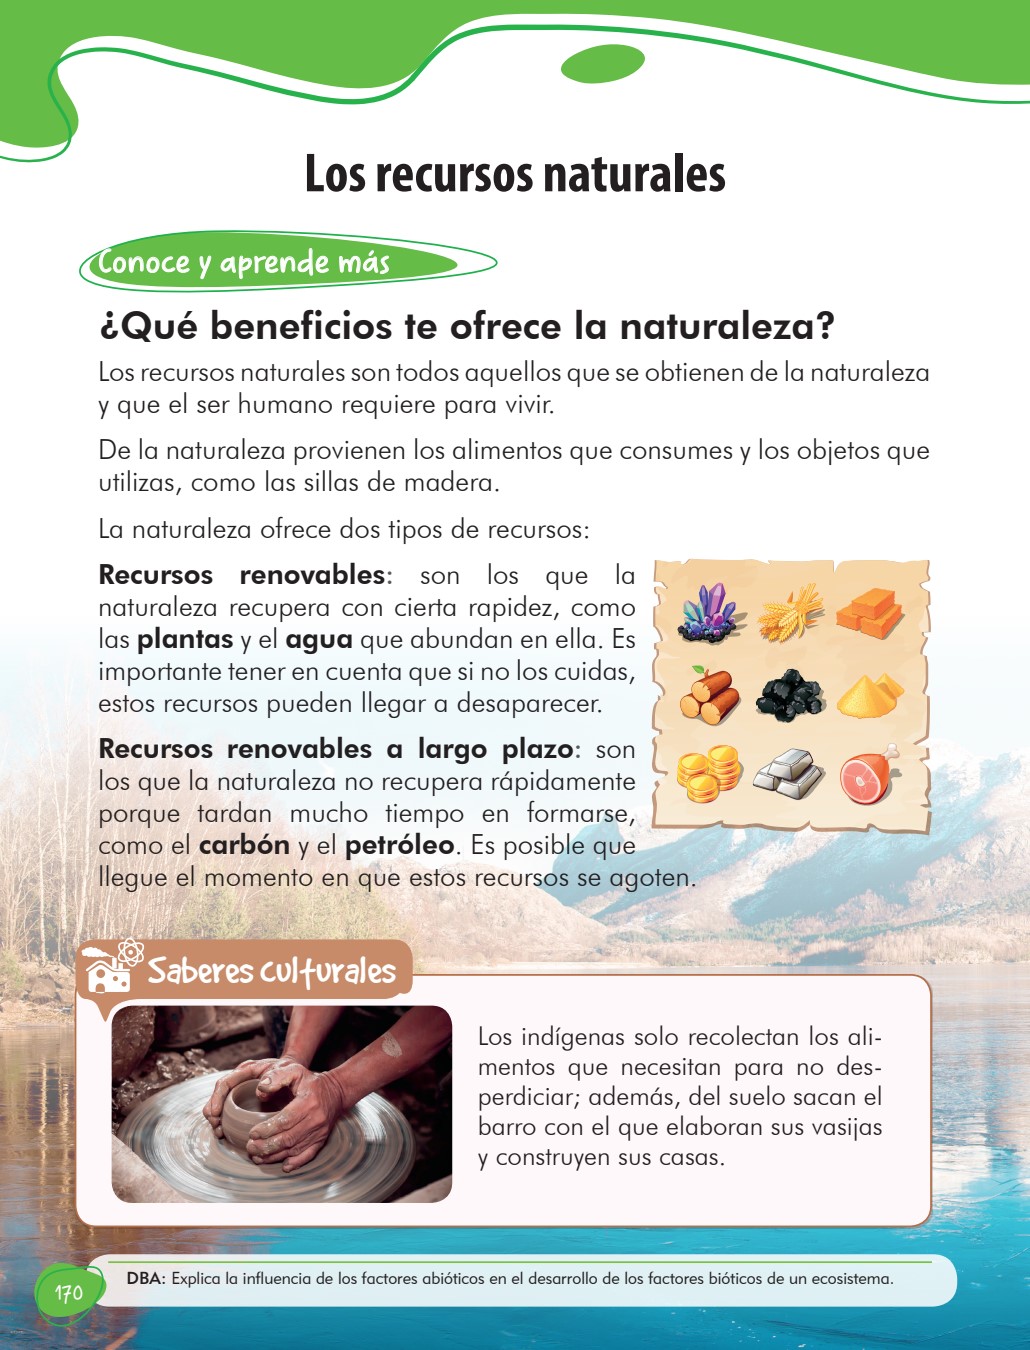 Los recursos naturales
Conoce y aprende más
¿Qué beneficios te ofrece la naturaleza?
Los recursos naturales son todos aquellos que se obtienen de la naturaleza
y que el ser humano requiere para vivir.
De la naturaleza provienen los alimentos que consumes y los objetos que
utilizas, como las sillas de madera.
La naturaleza ofrece dos tipos de recursos:
Recursos renovables: son los que la
naturaleza recupera con cierta rapidez, como
las plantas y el agua que abundan en ella. Es
importante tener en cuenta que si no los cuidas,
estos recursos pueden llegar a desaparecer.
Recursos renovables a largo plazo: son
los que la naturaleza no recupera rápidamente
porque tardan mucho tiempo en formarse,
como el carbón y el petróleo. Es posible que
llegue el momento en que estos recursos se agoten.
Saberes culturales
Los indígenas solo recolectan los ali-
mentos que necesitan para no des-
perdiciar; además, del suelo sacan el
barro con el que elaboran sus vasijas
y construyen sus casas.
DBA: Explica la influencia de los factores abióticos en el desarrollo de los factores bióticos de un ecosistema.
170